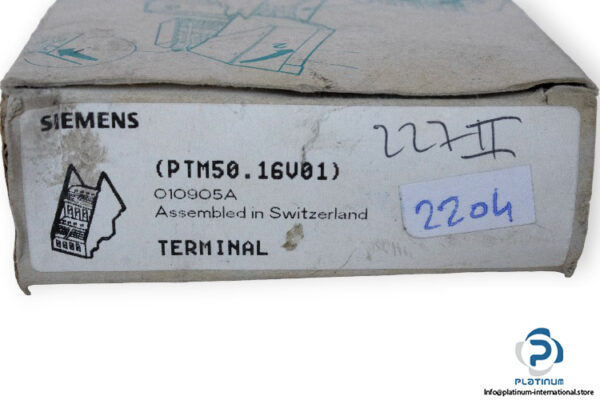 SIEMENS
(PTM50.16V01)
010905A
Assembled in Switzerland
TERMINAL
227 II
2204
PLATINUM
Info@platinum-international.store